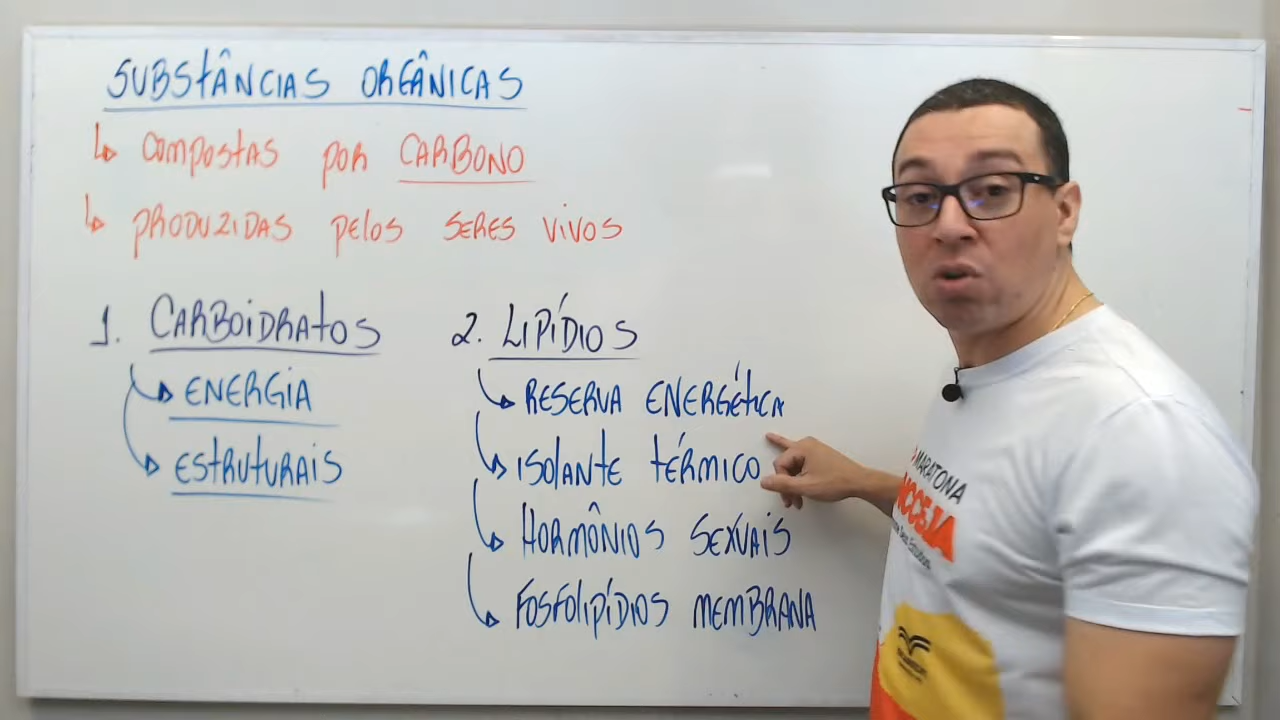 SUBSTÂNCIAS ORGÂNICAS
COMPOSTAS POR CARBONO
PRODUZIDAS PELOS SERES VIVOS
1. CARBOIDRATOS
ENERGIA
ESTRUTURAIS
2. LIPÍDIOS
RESERVA ENERGÉTICA
ISOLANTE TÉRMICO
HORMÔNIOS SEXUAIS
FOSFOLIPÍDIOS MEMBRANA
MARATONA
NCCEJA